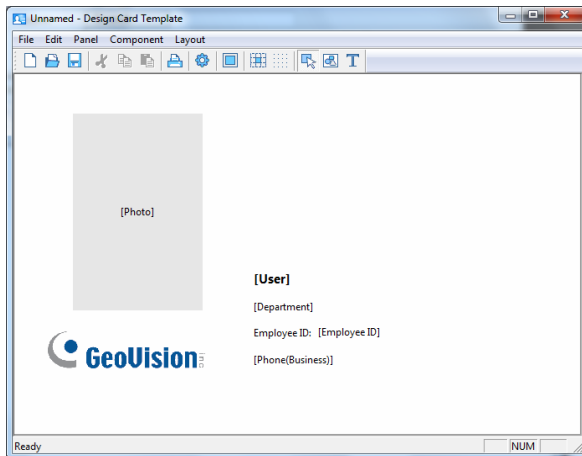 Unnamed - Design Card Template
File Edit Panel Component Layout
T
[Photo]
[User]
[Department]
Employee ID: [Employee ID]
[Phone(Business)]
GeoVision inc
Ready NUM